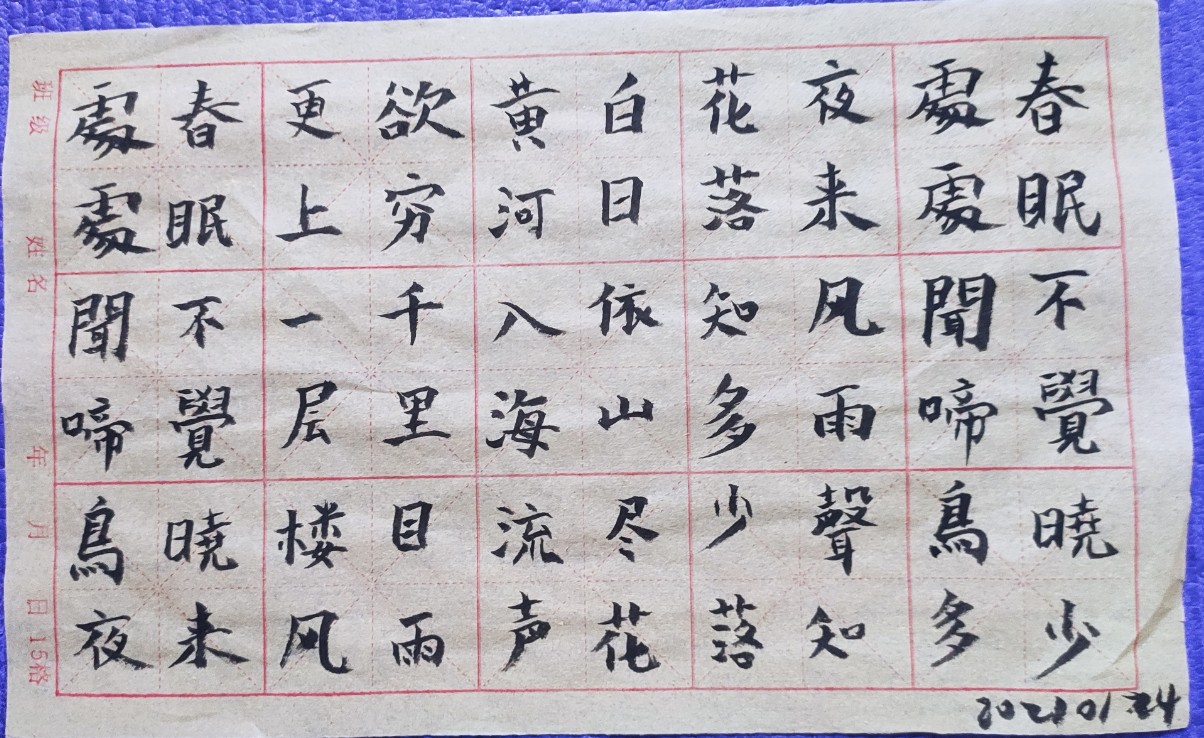 春眠不覺曉少
處處聞啼鳥多
夜来风雨聲知
花落知多少落
白日依山尽花
黄河入海流声
欲穷千里目雨
更上一层楼风
春眠不覺曉来
處處聞啼鳥夜
班级 姓名 年 月 日 15格